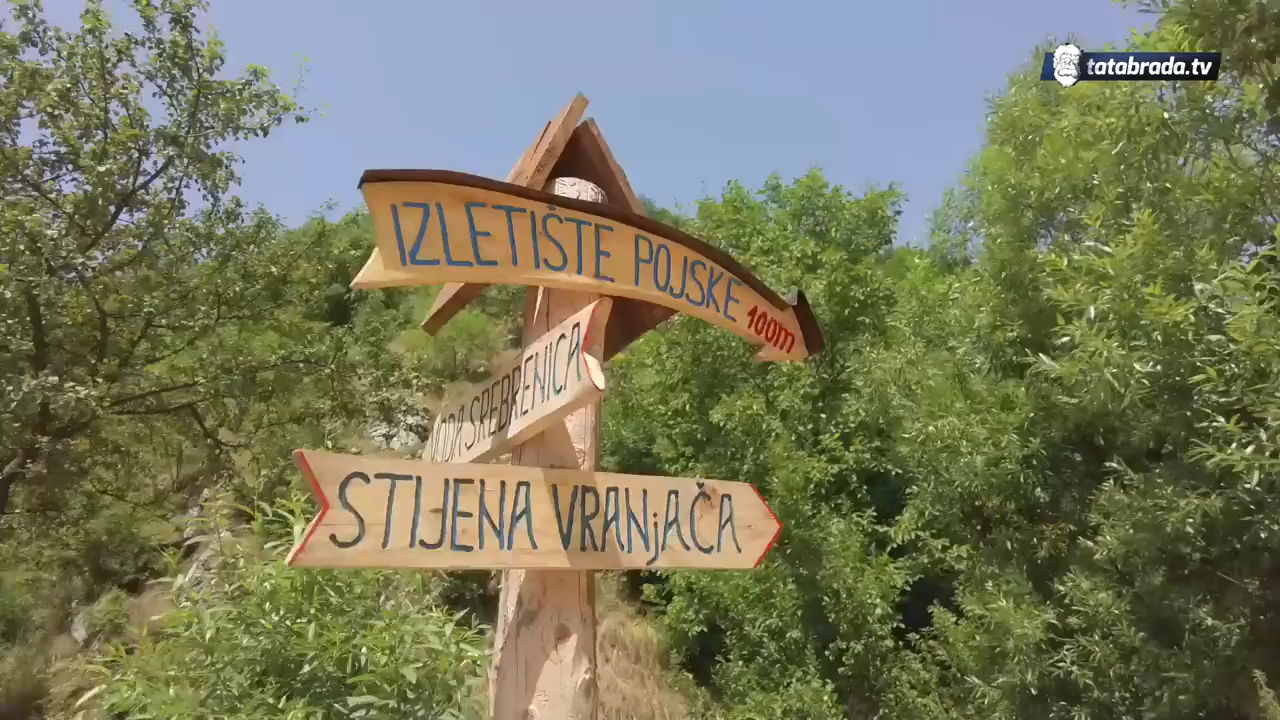 tatabrada.tv
IZLETIŠTE POJSKE 100m
VODA SREBRENICA
STIJENA VRANjAČA